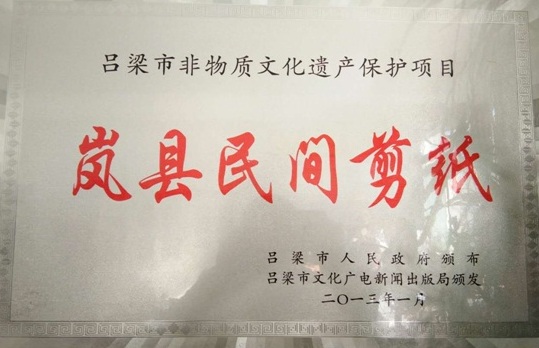 吕梁市非物质文化遗产保护项目
岚县民间剪纸
吕梁市人民政府颁布
吕梁市文化广电新闻出版局颁发
二〇一三年一月